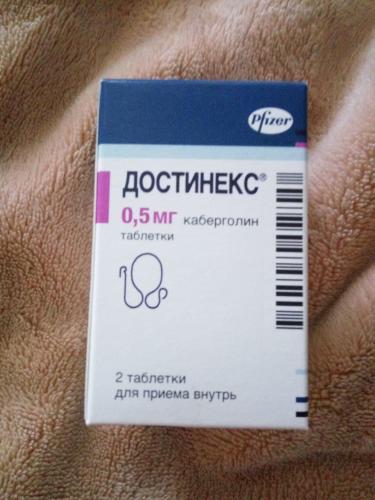 Pfizer
ДОСТИНЕКС®
0,5 мг каберголин
таблетки
2 таблетки
для приема внутрь